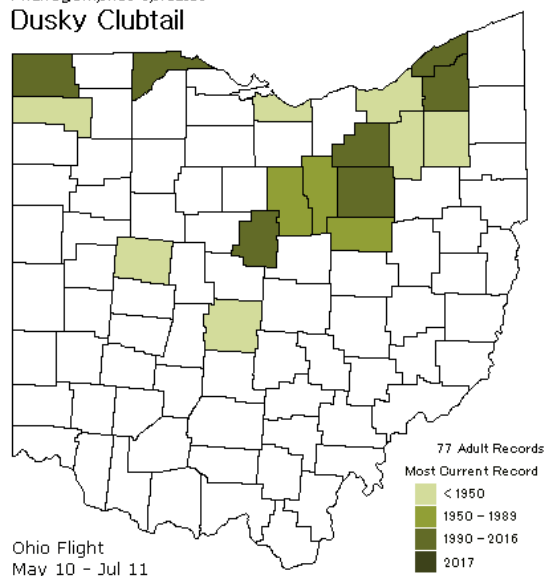 Dusky Clubtail
77 Adult Records
Most Current Record
< 1950
1950 – 1989
1990 – 2016
2017
Ohio Flight
May 10 – Jul 11